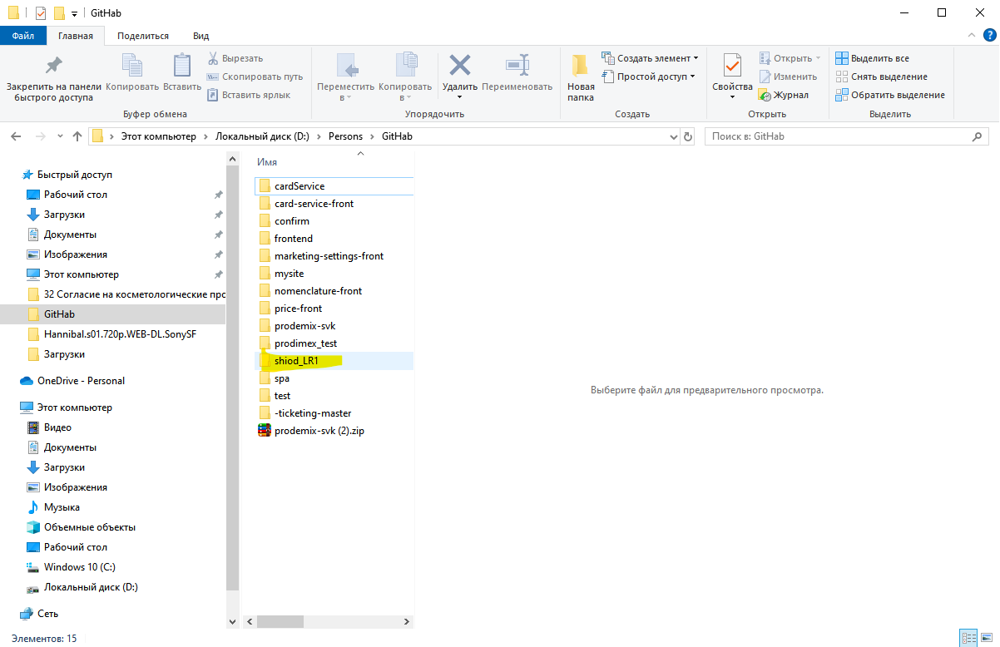 GitHab
Файл Главная Поделиться Вид
Закрепить на панели быстрого доступа
Копировать
Вставить
Вырезать
Скопировать путь
Вставить ярлык
Буфер обмена
Переместить в
Копировать в
Удалить
Переименовать
Упорядочить
Новая папка
Создать элемент
Простой доступ
Создать
Свойства
Открыть
Изменить
Журнал
Открыть
Выделить все
Снять выделение
Обратить выделение
Выделить
Этот компьютер › Локальный диск (D:) › Persons › GitHab
Поиск в: GitHab
Быстрый доступ
Рабочий стол
Загрузки
Документы
Изображения
Этот компьютер
32 Согласие на косметологические про
GitHab
Hannibal.s01.720p.WEB-DL.SonySF
Загрузки
OneDrive - Personal
Этот компьютер
Видео
Документы
Загрузки
Изображения
Музыка
Объемные объекты
Рабочий стол
Windows 10 (C:)
Локальный диск (D:)
Сеть
Имя
cardService
card-service-front
confirm
frontend
marketing-settings-front
mysite
nomenclature-front
price-front
prodemix-svk
prodimex_test
shiod_LR1
spa
test
-ticketing-master
prodemix-svk (2).zip
Выберите файл для предварительного просмотра.
Элементов: 15